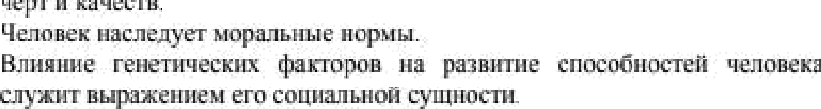 черт и качеств.
Человек наследует моральные нормы.
Влияние генетических факторов на развитие способностей человека
служит выражением его социальной сущности.